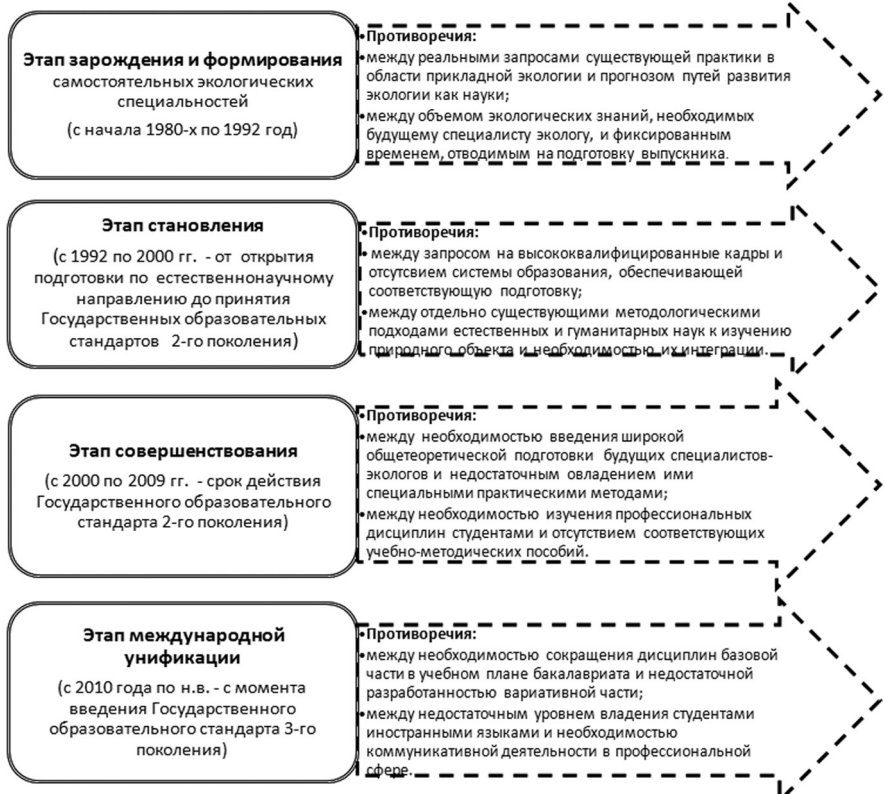 Этап зарождения и формирования
самостоятельных экологических
специальностей
(с начала 1980-х по 1992 год)
•Противоречия:
•между реальными запросами существующей практики в
области прикладной экологии и прогнозом путей развития
экологии как науки;
•между объемом экологических знаний, необходимых
будущему специалисту экологу, и фиксированным
временем, отводимым на подготовку выпускника.
Этап становления
(с 1992 по 2000 гг. - от открытия
подготовки по естественнонаучному
направлению до принятия
Государственных образовательных
стандартов 2-го поколения)
•Противоречия:
• между запросом на высококвалифицированные кадры и
отсутсвием системы образования, обеспечивающей
соответствующую подготовку;
•между отдельно существующими методологическими
подходами естественных и гуманитарных наук к изучению
природного объекта и необходимостью их интеграции.
Этап совершенствования
(с 2000 по 2009 гг. - срок действия
Государственного образовательного
стандарта 2-го поколения)
•Противоречия:
•между необходимостью введения широкой
общетеоретической подготовки будущих специалистов-
экологов и недостаточным овладением ими
специальными практическими методами;
•между необходимостью изучения профессиональных
дисциплин студентами и отсутствием соответствующих
учебно-методических пособий.
Этап международной
унификации
(с 2010 года по н.в. - с момента
введения Государственного
образовательного стандарта 3-го
поколения)
•Противоречия:
•между необходимостью сокращения дисциплин базовой
части в учебном плане бакалавриата и недостаточной
разработанностью вариативной части;
•между недостаточным уровнем владения студентами
иностранными языками и необходимостью
коммуникативной деятельности в профессиональной
сфере.